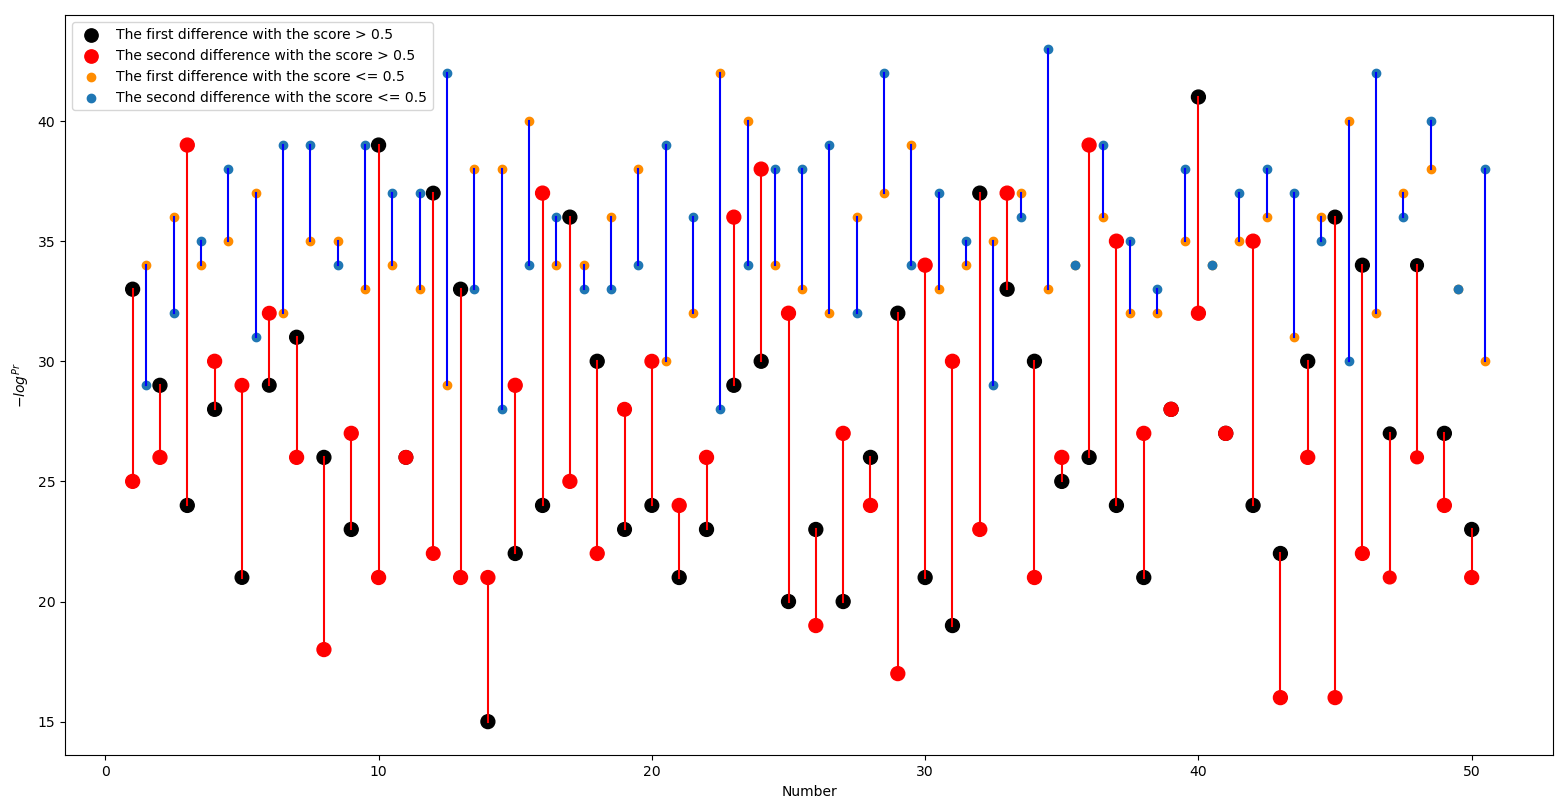 The first difference with the score > 0.5
The second difference with the score > 0.5
The first difference with the score <= 0.5
The second difference with the score <= 0.5
40
35
30
25
20
15
−log^{Pr}
0 10 20 30 40 50
Number